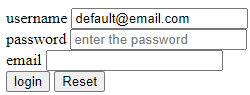 username default@email.com
password enter the password
email
login Reset